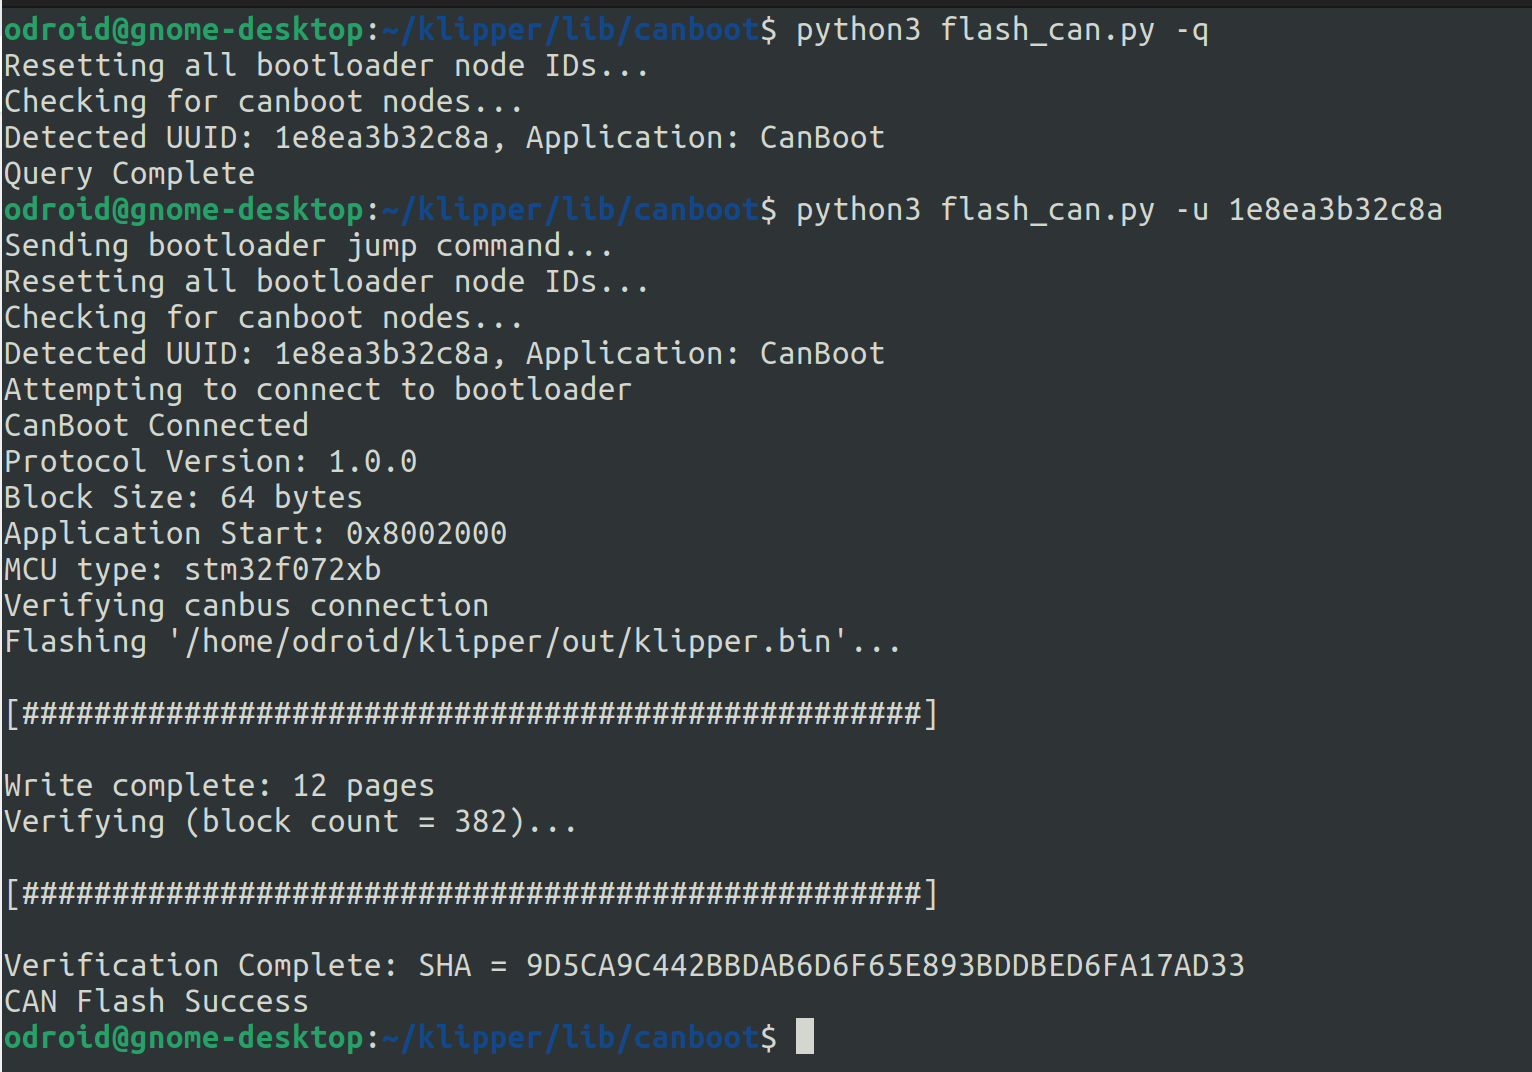 odroid@gnome-desktop:~/klipper/lib/canboot$ python3 flash_can.py -q
Resetting all bootloader node IDs...
Checking for canboot nodes...
Detected UUID: 1e8ea3b32c8a, Application: CanBoot
Query Complete
odroid@gnome-desktop:~/klipper/lib/canboot$ python3 flash_can.py -u 1e8ea3b32c8a
Sending bootloader jump command...
Resetting all bootloader node IDs...
Checking for canboot nodes...
Detected UUID: 1e8ea3b32c8a, Application: CanBoot
Attempting to connect to bootloader
CanBoot Connected
Protocol Version: 1.0.0
Block Size: 64 bytes
Application Start: 0x8002000
MCU type: stm32f072xb
Verifying canbus connection
Flashing '/home/odroid/klipper/out/klipper.bin'...
[##################################################]
Write complete: 12 pages
Verifying (block count = 382)...
[##################################################]
Verification Complete: SHA = 9D5CA9C442BBDAB6D6F65E893BDDBED6FA17AD33
CAN Flash Success
odroid@gnome-desktop:~/klipper/lib/canboot$